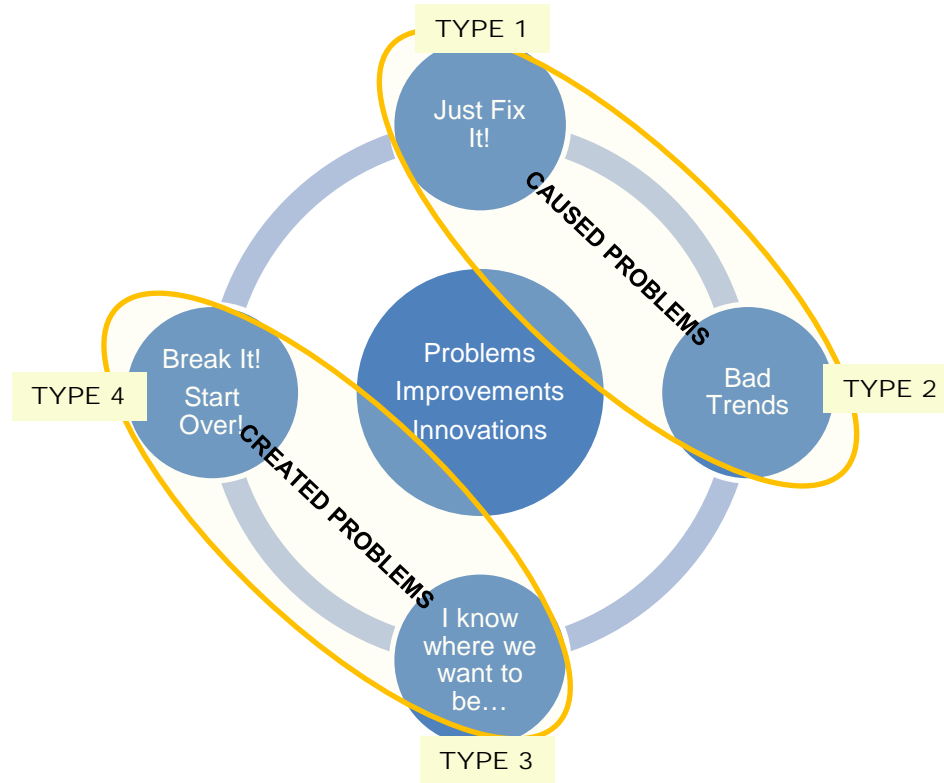 TYPE 1
Just Fix
It!
CAUSED PROBLEMS
Problems
Improvements
Innovations
Bad
Trends
TYPE 2
Break It!
Start
Over!
TYPE 4
CREATED PROBLEMS
I know
where we
want to
be…
TYPE 3